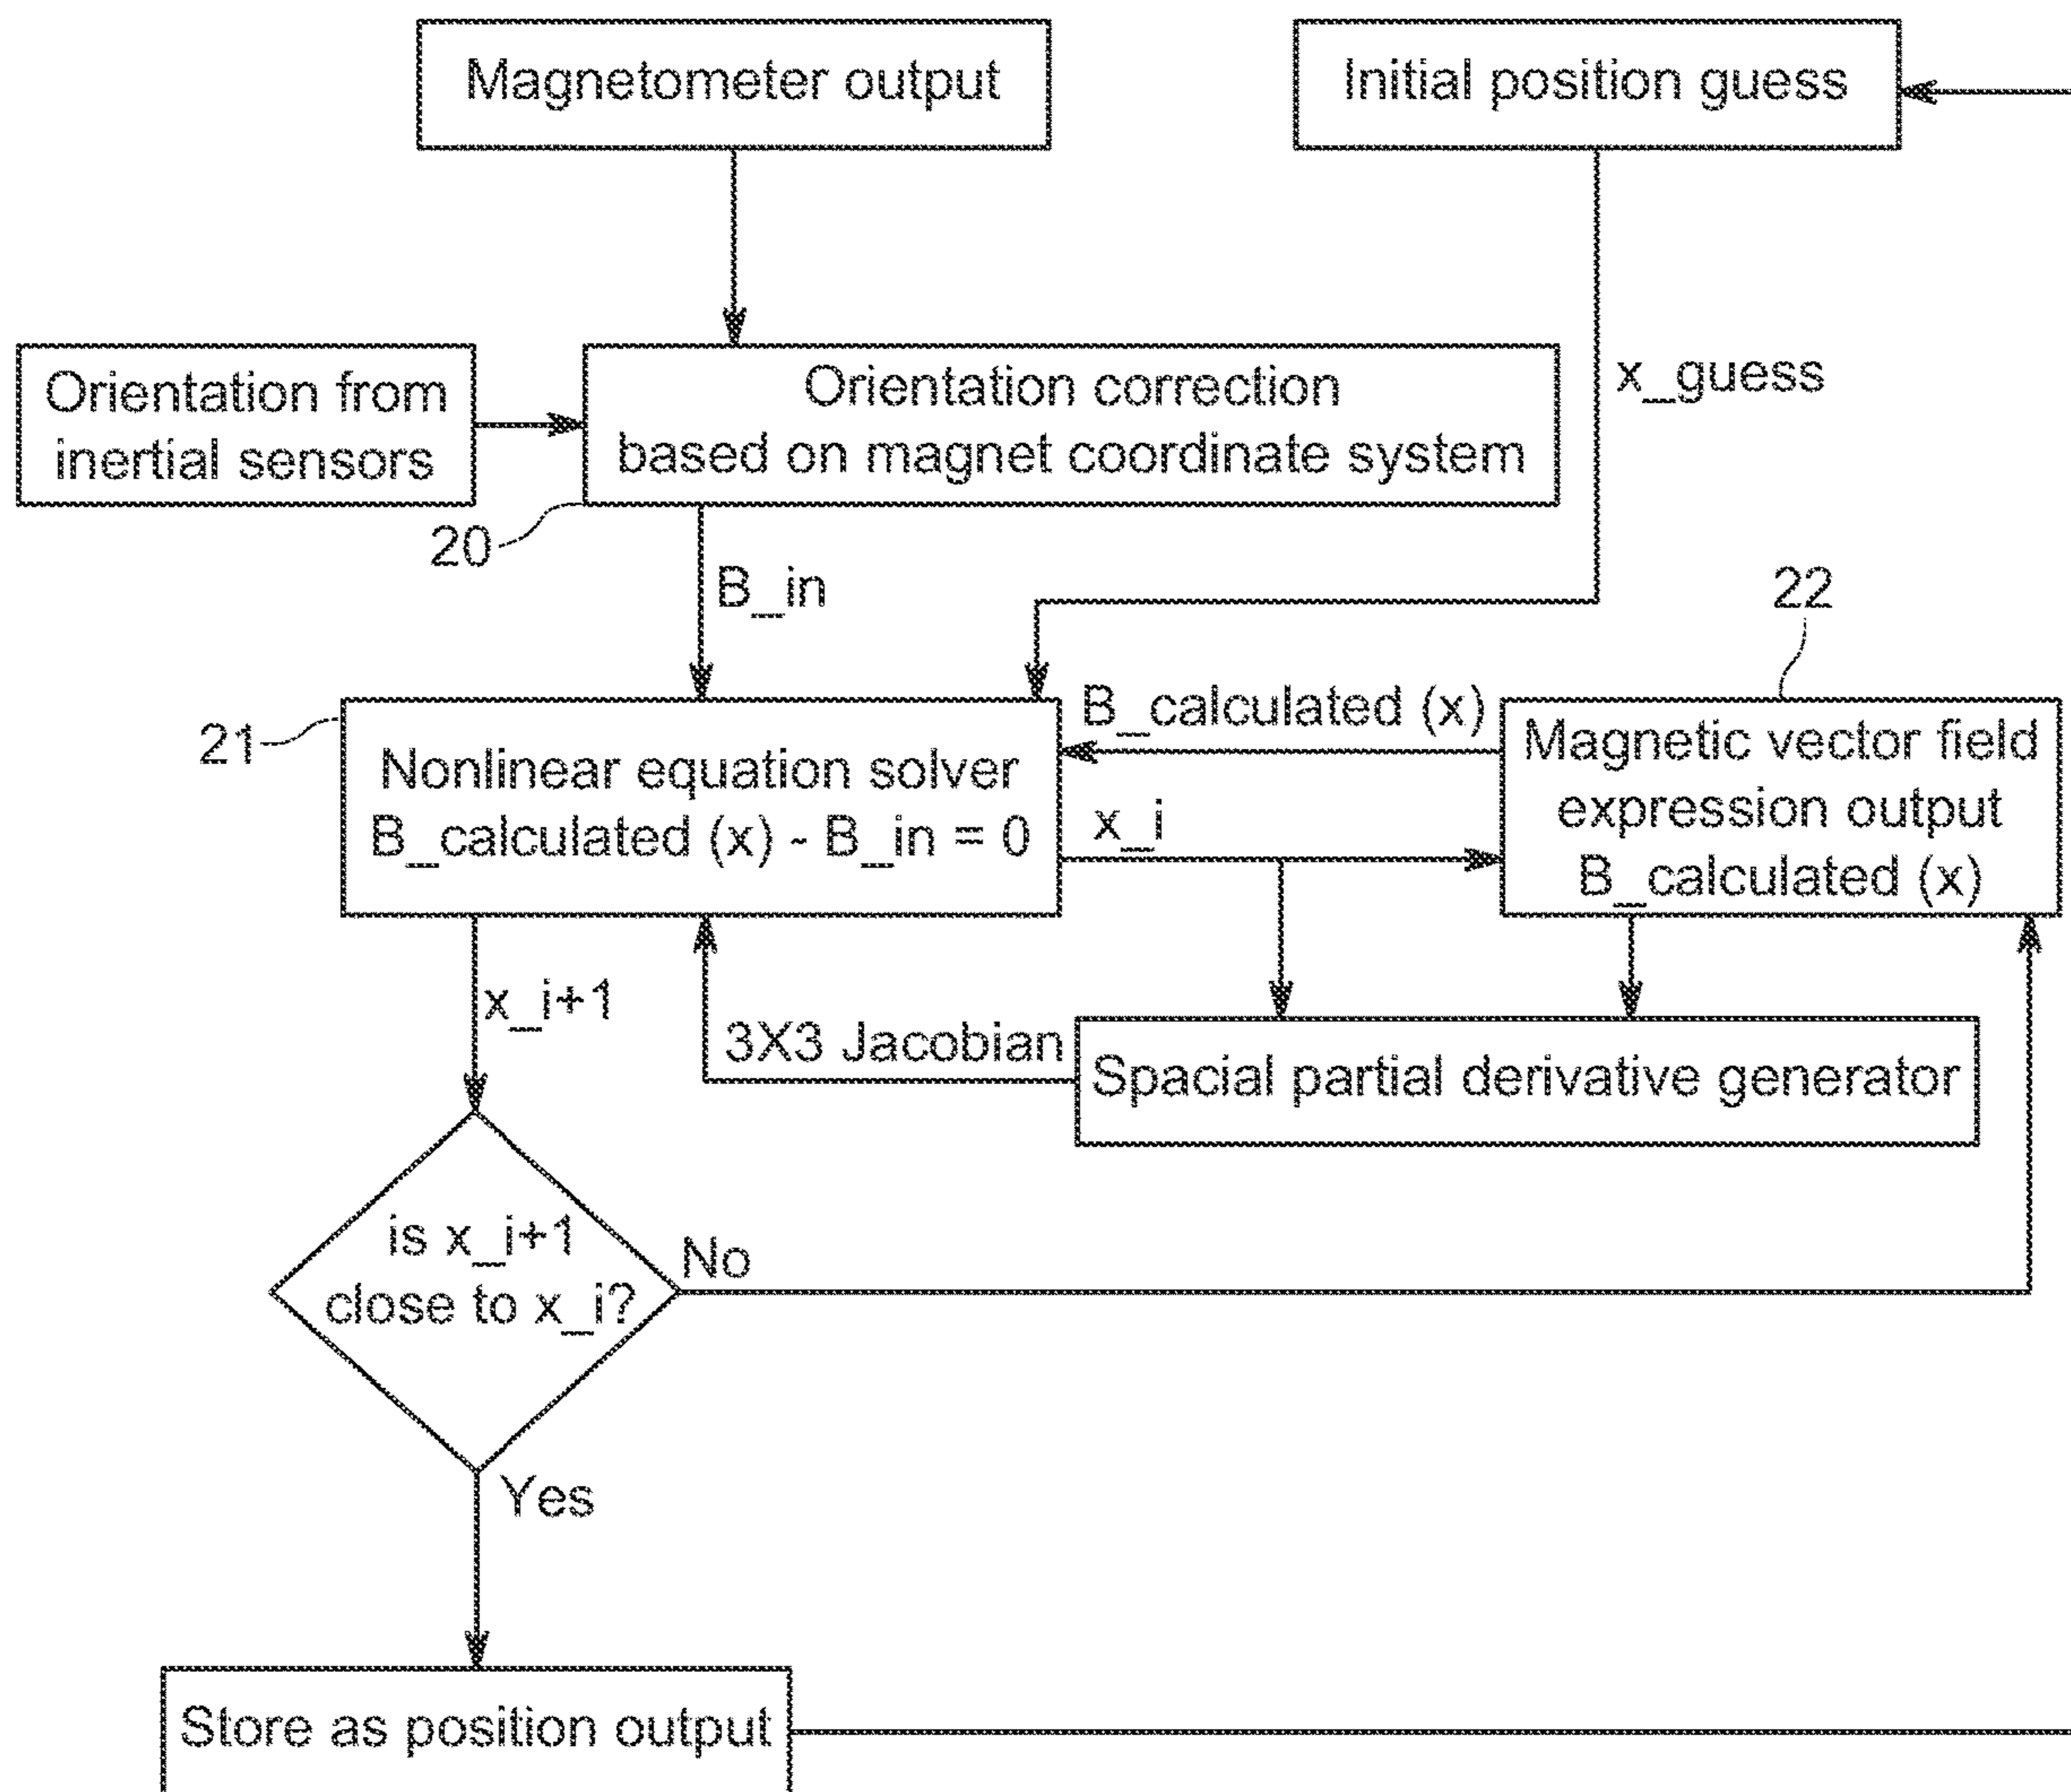 Magnetometer output
Initial position guess
Orientation from
inertial sensors
Orientation correction
based on magnet coordinate system
x_guess
20
B_in
22
21
Nonlinear equation solver
B_calculated (x) - B_in = 0
B_calculated (x)
x_i
Magnetic vector field
expression output
B_calculated (x)
x_i+1
3X3 Jacobian
Spacial partial derivative generator
is x_i+1
close to x_i?
No
Yes
Store as position output